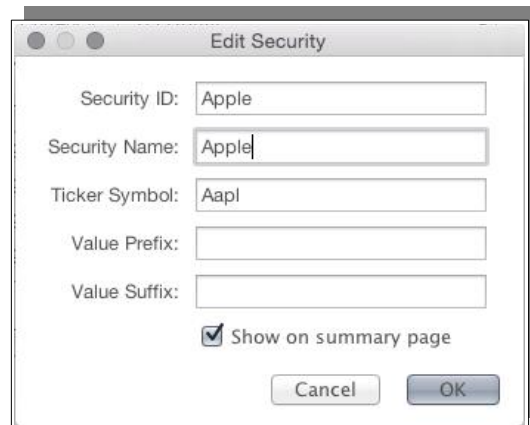 Edit Security
Security ID: Apple
Security Name: Apple
Ticker Symbol: Aapl
Value Prefix:
Value Suffix:
Show on summary page
Cancel OK